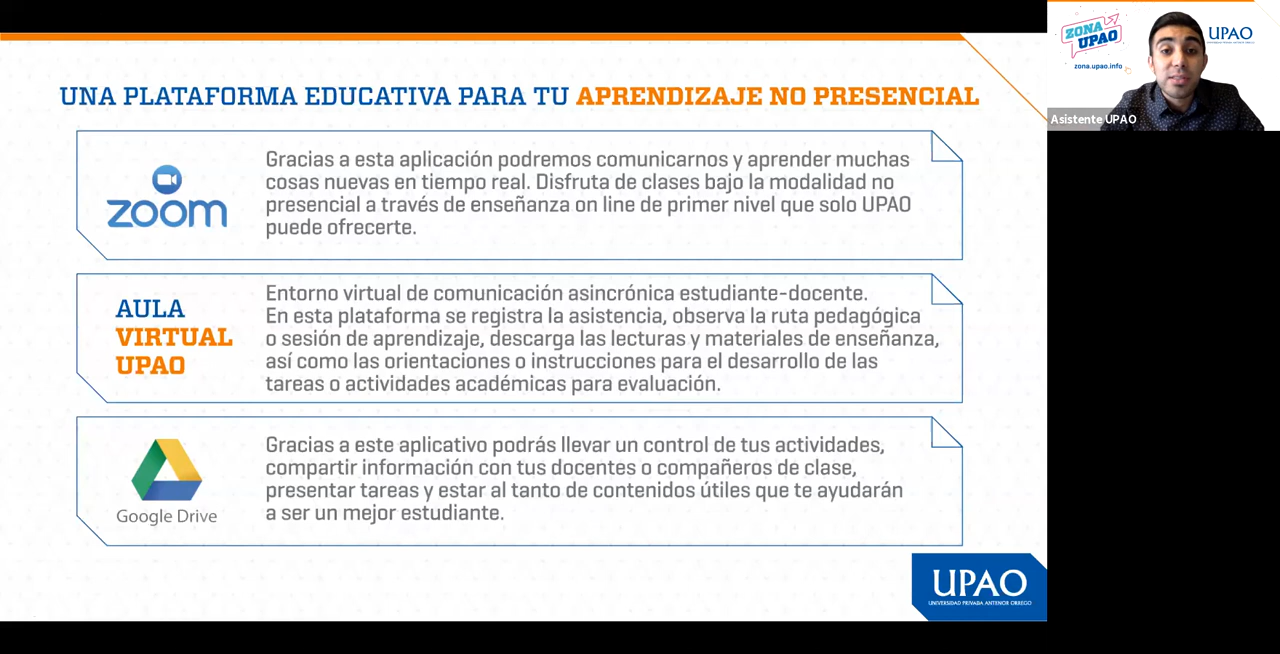 UNA PLATAFORMA EDUCATIVA PARA TU APRENDIZAJE NO PRESENCIAL
zoom
Gracias a esta aplicación podremos comunicarnos y aprender muchas
cosas nuevas en tiempo real. Disfruta de clases bajo la modalidad no
presencial a través de enseñanza on line de primer nivel que solo UPAO
puede ofrecerte.
AULA
VIRTUAL
UPAO
Entorno virtual de comunicación asincrónica estudiante-docente.
En esta plataforma se registra la asistencia, observa la ruta pedagógica
o sesión de aprendizaje, descarga las lecturas y materiales de enseñanza,
así como las orientaciones o instrucciones para el desarrollo de las
tareas o actividades académicas para evaluación.
Google Drive
Gracias a este aplicativo podrás llevar un control de tus actividades,
compartir información con tus docentes o compañeros de clase,
presentar tareas y estar al tanto de contenidos útiles que te ayudarán
a ser un mejor estudiante.
UPAO
UNIVERSIDAD PRIVADA ANTENOR ORREGO
ZONA
UPAO
zona.upao.info
UPAO
Asistente UPAO